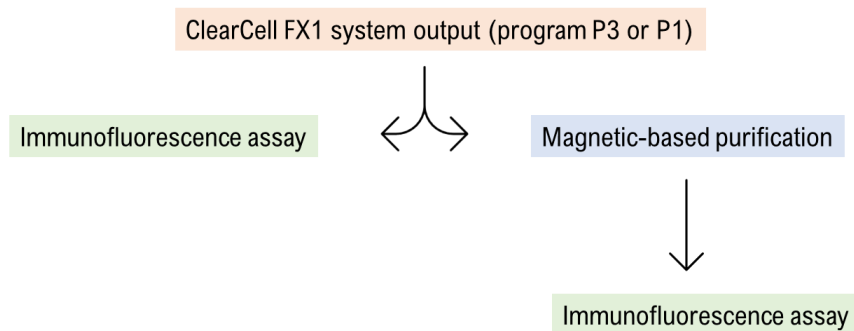 ClearCell FX1 system output (program P3 or P1)
Immunofluorescence assay
Magnetic-based purification
Immunofluorescence assay